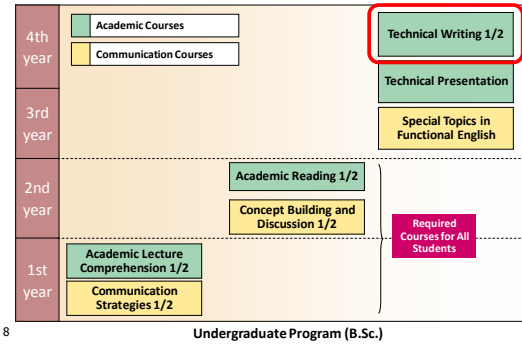 4th
year
Academic Courses
Communication Courses
Technical Writing 1/2
Technical Presentation
3rd
year
Special Topics in
Functional English
2nd
year
Academic Reading 1/2
Concept Building and
Discussion 1/2
Required
Courses for All
Students
1st
year
Academic Lecture
Comprehension 1/2
Communication
Strategies 1/2
8
Undergraduate Program (B.Sc.)